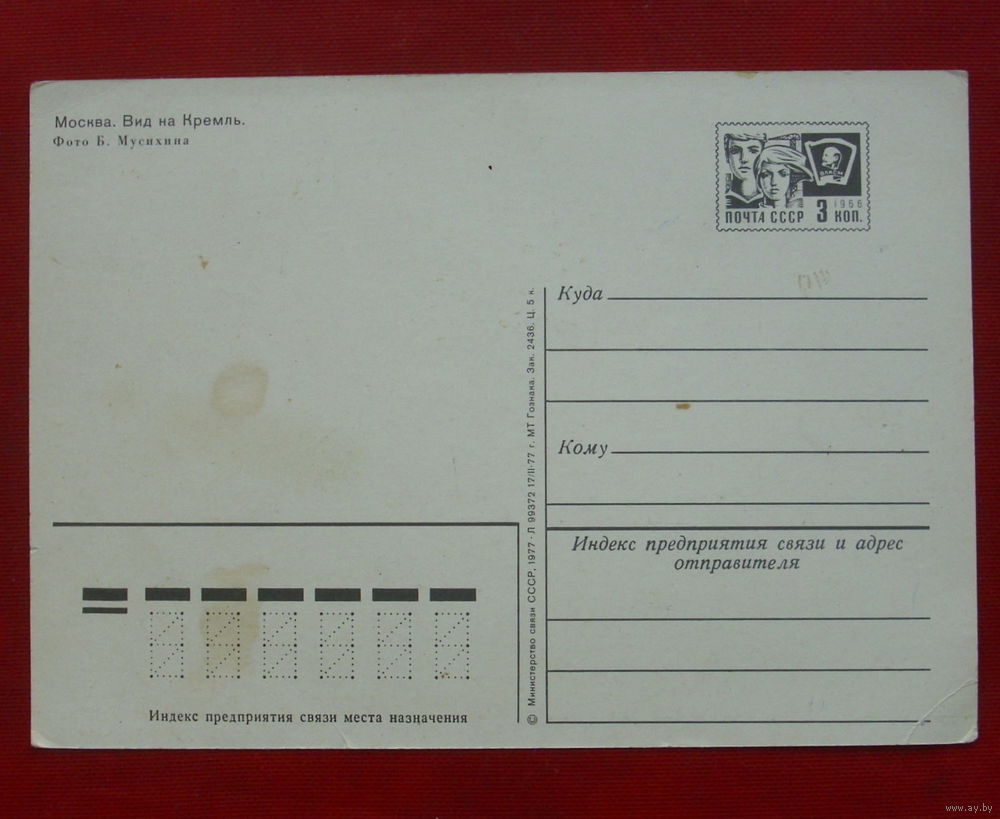 Москва. Вид на Кремль.
Фото Б. Мусихина
ВЛКСМ
1966
ПОЧТА СССР 3 КОП.
Куда
Кому
Индекс предприятия связи и адрес
отправителя
© Министерство связи СССР, 1977 - Л 99372 17/II-77 г. МТ Гознака. Зак. 2436. Ц. 5 к.
Индекс предприятия связи места назначения
www.ay.by